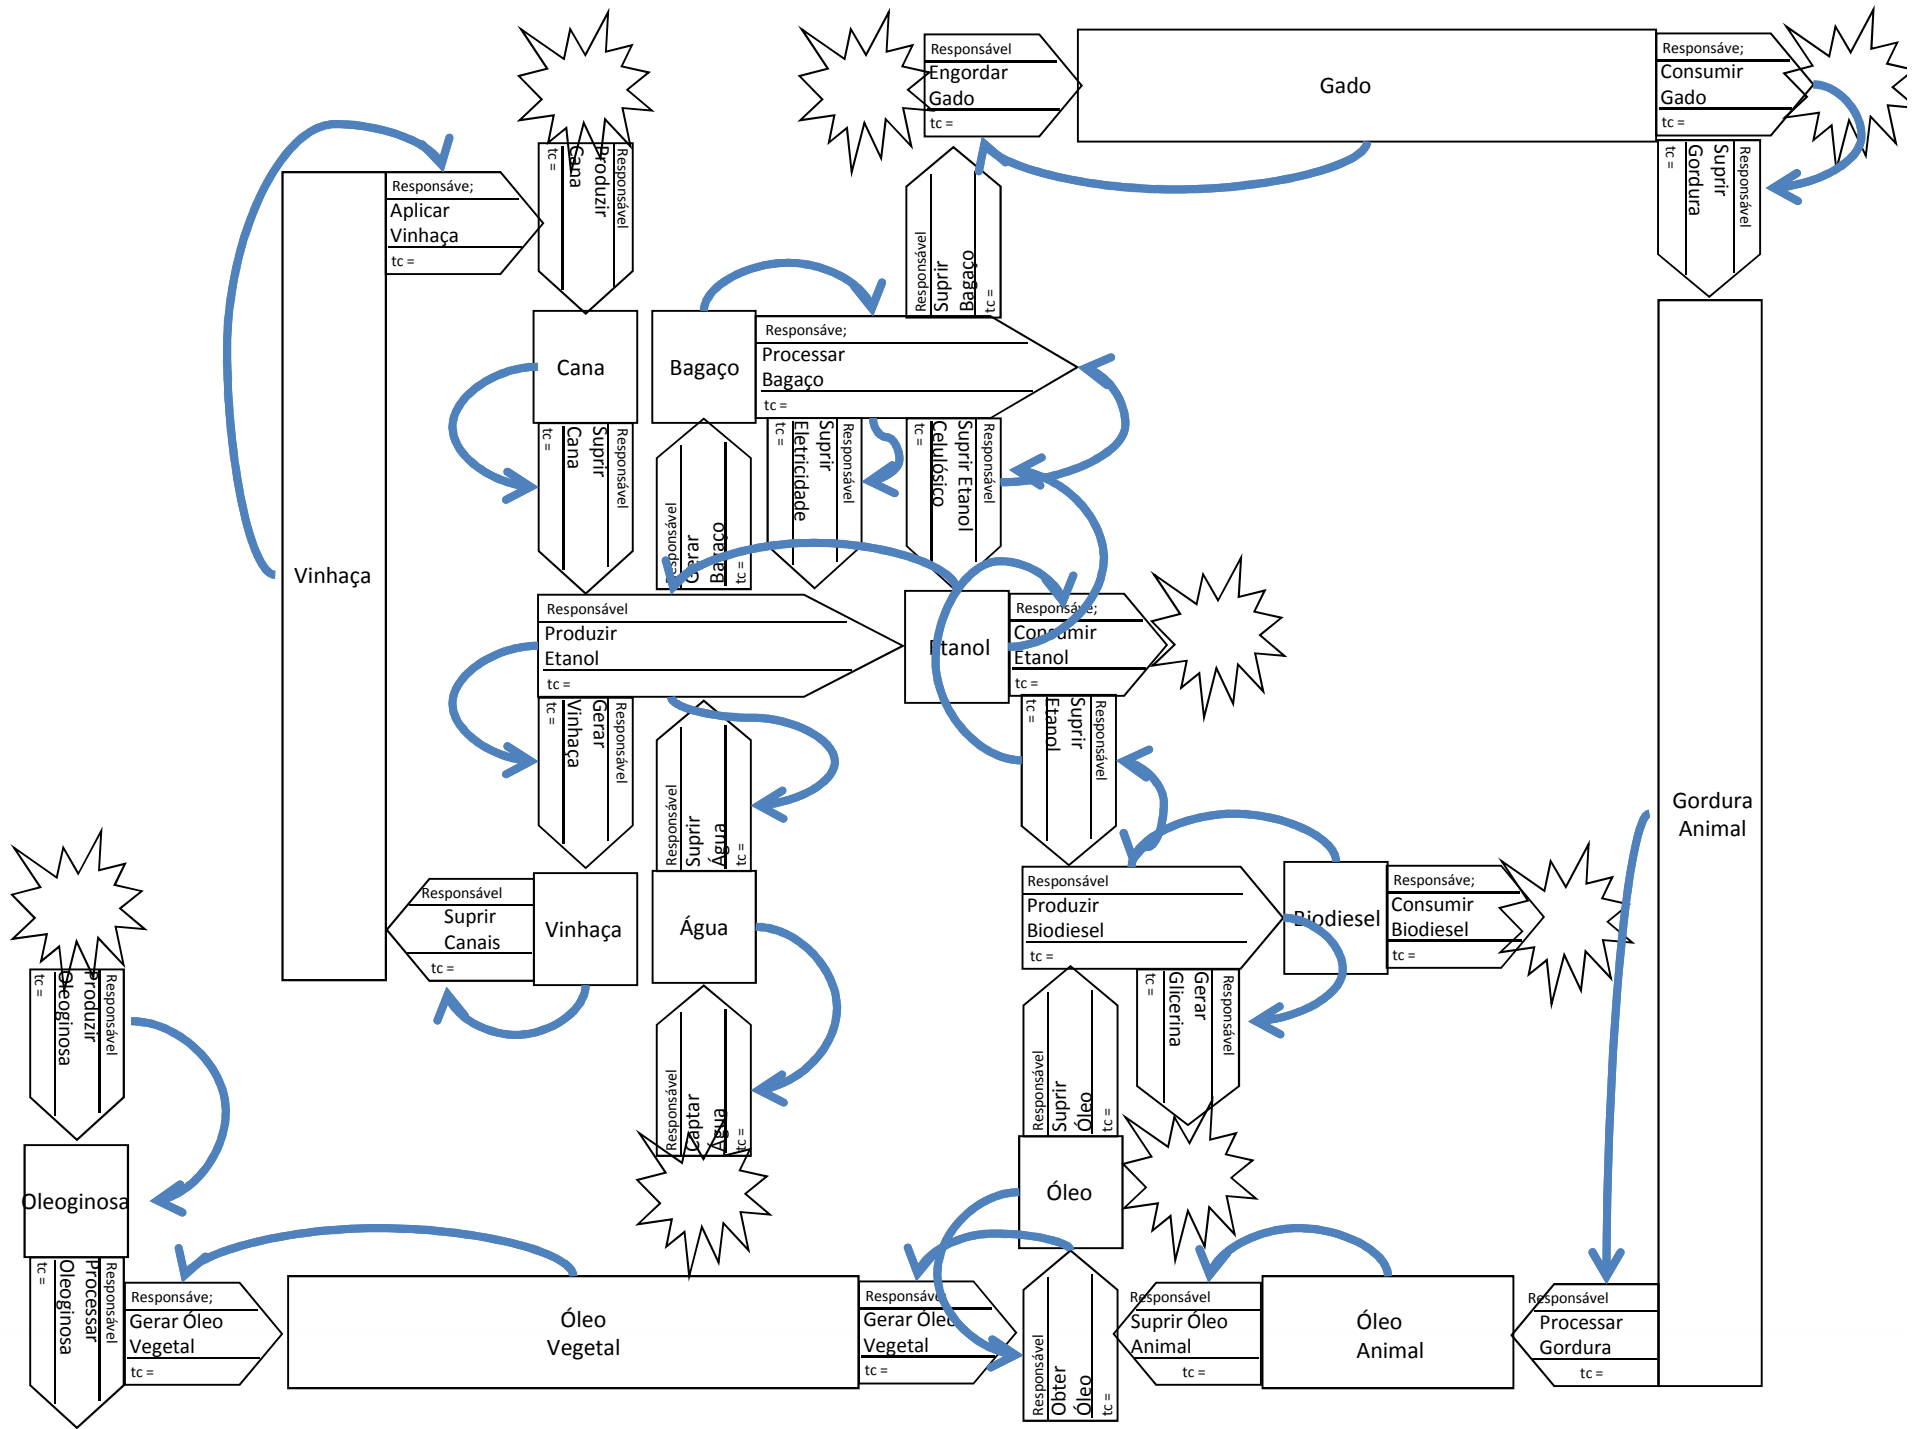 Responsável
Engordar
Gado
tc =
Gado
Responsáve;
Consumir
Gado
tc =
Responsável
Produzir
Cana
tc =
Responsável
Suprir
Gordura
tc =
Responsáve;
Aplicar
Vinhaça
tc =
Responsável
Suprir
Bagaço
tc =
Cana
Bagaço
Responsáve;
Processar
Bagaço
tc =
Responsável
Suprir
Cana
tc =
Responsável
Gerar
Bagaço
tc =
Responsável
Suprir
Eletricidade
tc =
Responsável
Suprir Etanol
Celulósico
tc =
Vinhaça
Responsável
Produzir
Etanol
tc =
Etanol
Responsáve;
Consumir
Etanol
tc =
Responsável
Gerar
Vinhaça
tc =
Responsável
Suprir
Água
tc =
Responsável
Suprir
Etanol
tc =
Gordura
Animal
Responsável
Suprir
Canais
tc =
Vinhaça
Água
Responsável
Produzir
Biodiesel
tc =
Biodiesel
Responsáve;
Consumir
Biodiesel
tc =
Responsável
Produzir
Oleoginosa
tc =
Responsável
Captar
Água
tc =
Responsável
Suprir
Óleo
tc =
Responsável
Gerar
Glicerina
tc =
Oleoginosa
Óleo
Responsável
Processar
Oleoginosa
tc =
Responsáve;
Gerar Óleo
Vegetal
tc =
Óleo
Vegetal
Responsáve;
Gerar Óleo
Vegetal
tc =
Responsável
Obter
Óleo
tc =
Responsável
Suprir Óleo
Animal
tc =
Óleo
Animal
Responsável
Processar
Gordura
tc =